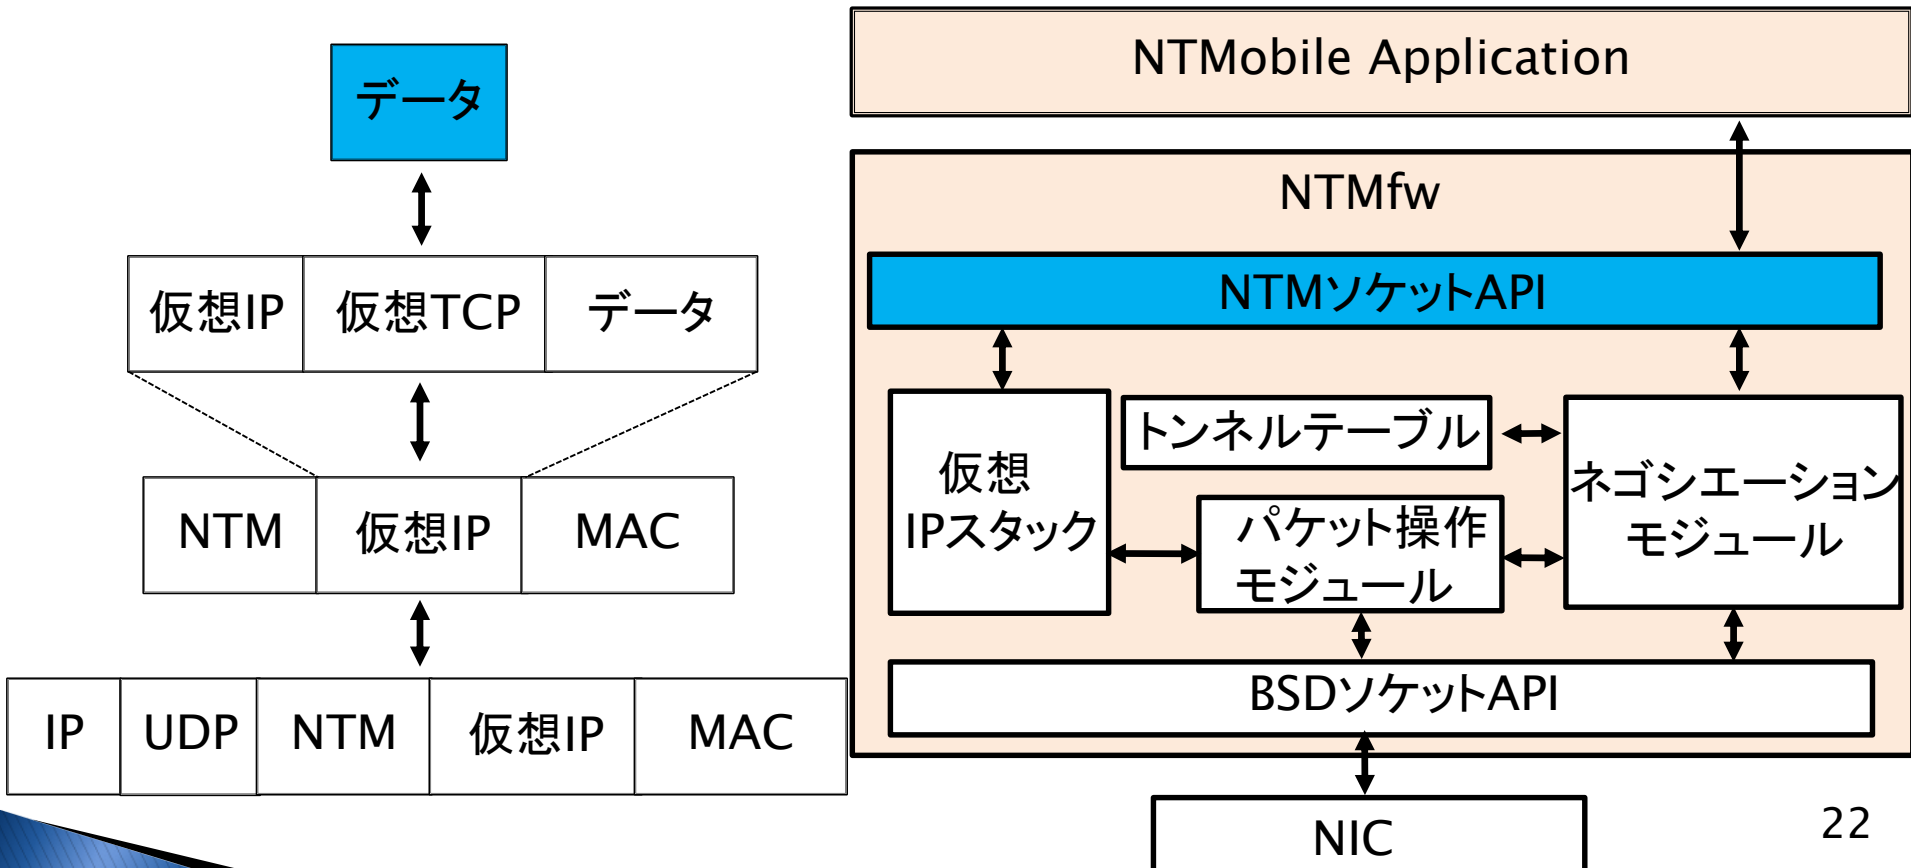 データ
仮想IP 仮想TCP データ
NTM 仮想IP MAC
IP UDP NTM 仮想IP MAC
NTMobile Application
NTMfw
NTMソケットAPI
仮想
IPスタック
トンネルテーブル
パケット操作
モジュール
ネゴシエーション
モジュール
BSDソケットAPI
NIC
22